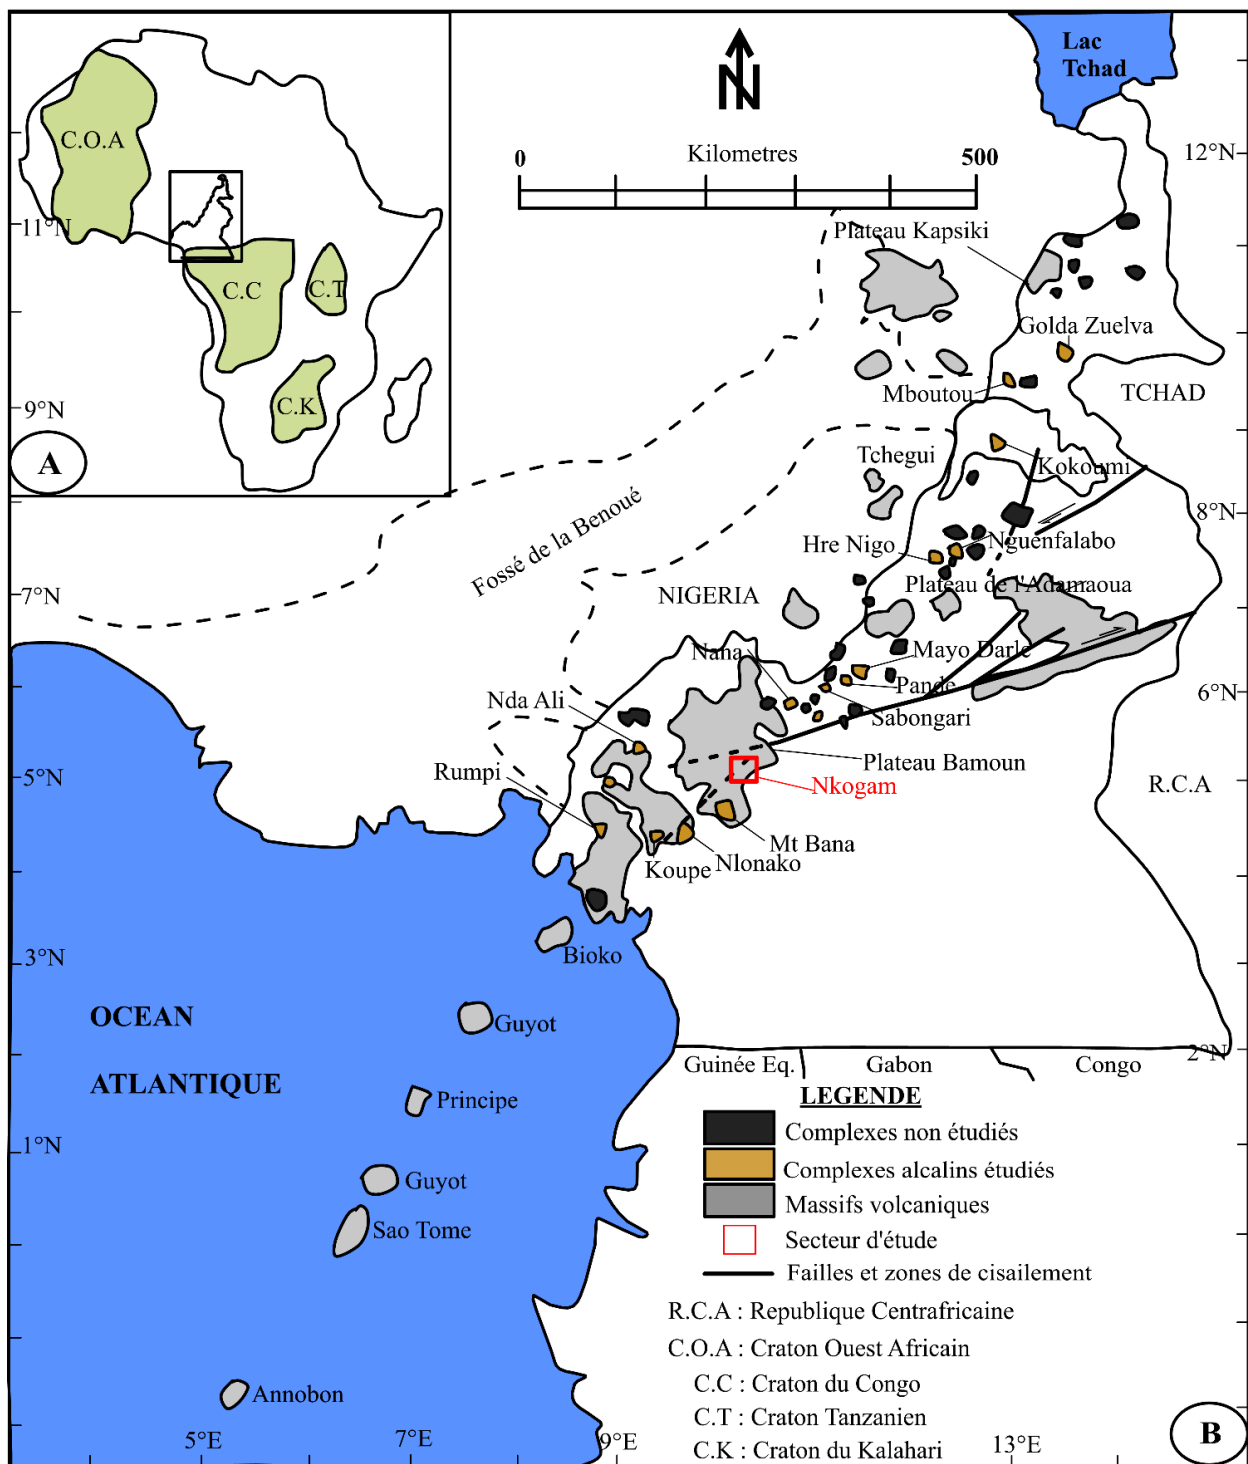 Lac
Tchad
N
0
Kilometres
500
12°N
C.O.A
11°N
C.C
C.T
C.K
9°N
A
Plateau Kapsiki
Golda Zuelva
Mboutou
TCHAD
Tchegui
Kokoumi
Fossé de la Benoué
8°N
Hre Nigo
Nguenfalabo
Plateau de l'Adamaoua
7°N
NIGERIA
Nana
Mayo Darle
Pande
6°N
Nda Ali
Sabongari
Plateau Bamoun
Rumpi
5°N
Nkogam
R.C.A
Mt Bana
Koupe
Nlonako
3°N
Bioko
OCEAN
ATLANTIQUE
Guyot
2°N
Guinée Eq.
Gabon
Congo
Principe
1°N
Guyot
Sao Tome
Annobon
LEGENDE
Complexes non étudiés
Complexes alcalins étudiés
Massifs volcaniques
Secteur d'étude
Failles et zones de cisailement
R.C.A : Republique Centrafricaine
C.O.A : Craton Ouest Africain
C.C : Craton du Congo
C.T : Craton Tanzanien
C.K : Craton du Kalahari
B
5°E
7°E
9°E
13°E